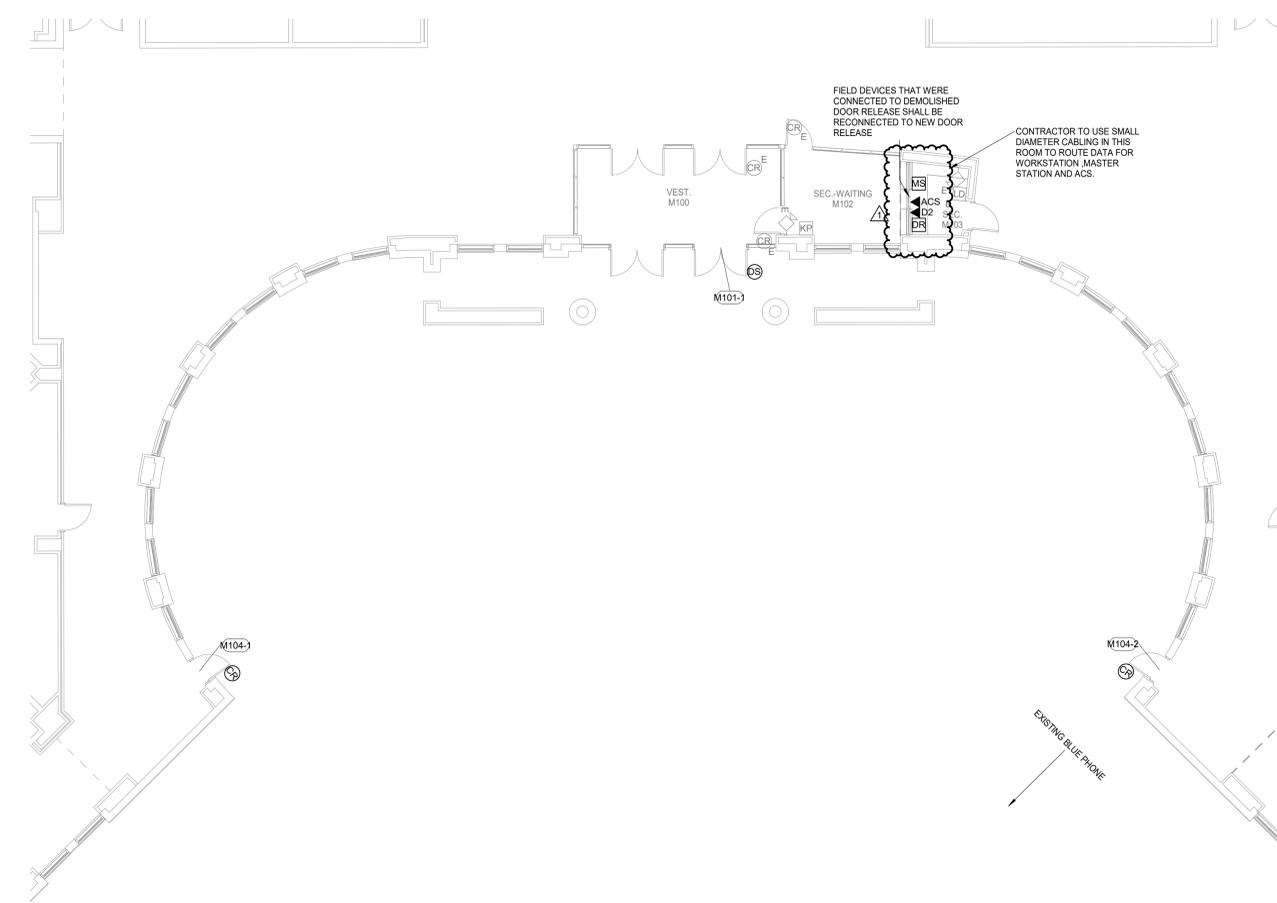 FIELD DEVICES THAT WERE
CONNECTED TO DEMOLISHED
DOOR RELEASE SHALL BE
RECONNECTED TO NEW DOOR
RELEASE
CONTRACTOR TO USE SMALL
DIAMETER CABLING IN THIS
ROOM TO ROUTE DATA FOR
WORKSTATION ,MASTER
STATION AND ACS.
CR
E
CR
E
VEST.
M100
SEC.-WAITING
M102
MS
ACS
D2
DR
E
LD
SEC.
M103
1
E
KP
CR
E
DS
M101-1
M104-1
CR
M104-2
CR
EXISTING BLUE PHONE